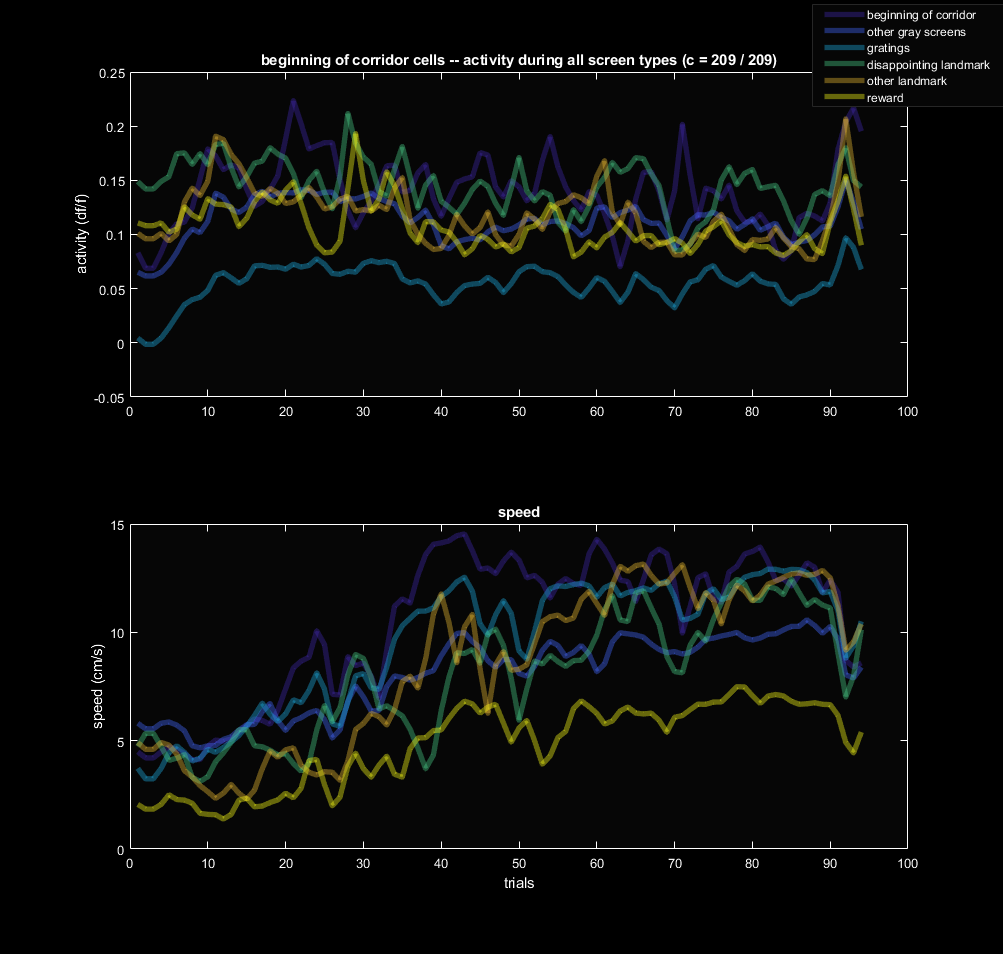 beginning of corridor
other gray screens
gratings
disappointing landmark
other landmark
reward
beginning of corridor cells -- activity during all screen types (c = 209 / 209)
activity (df/f)
0.25
0.2
0.15
0.1
0.05
0
-0.05
0 10 20 30 40 50 60 70 80 90 100
speed
speed (cm/s)
15
10
5
0
0 10 20 30 40 50 60 70 80 90 100
trials